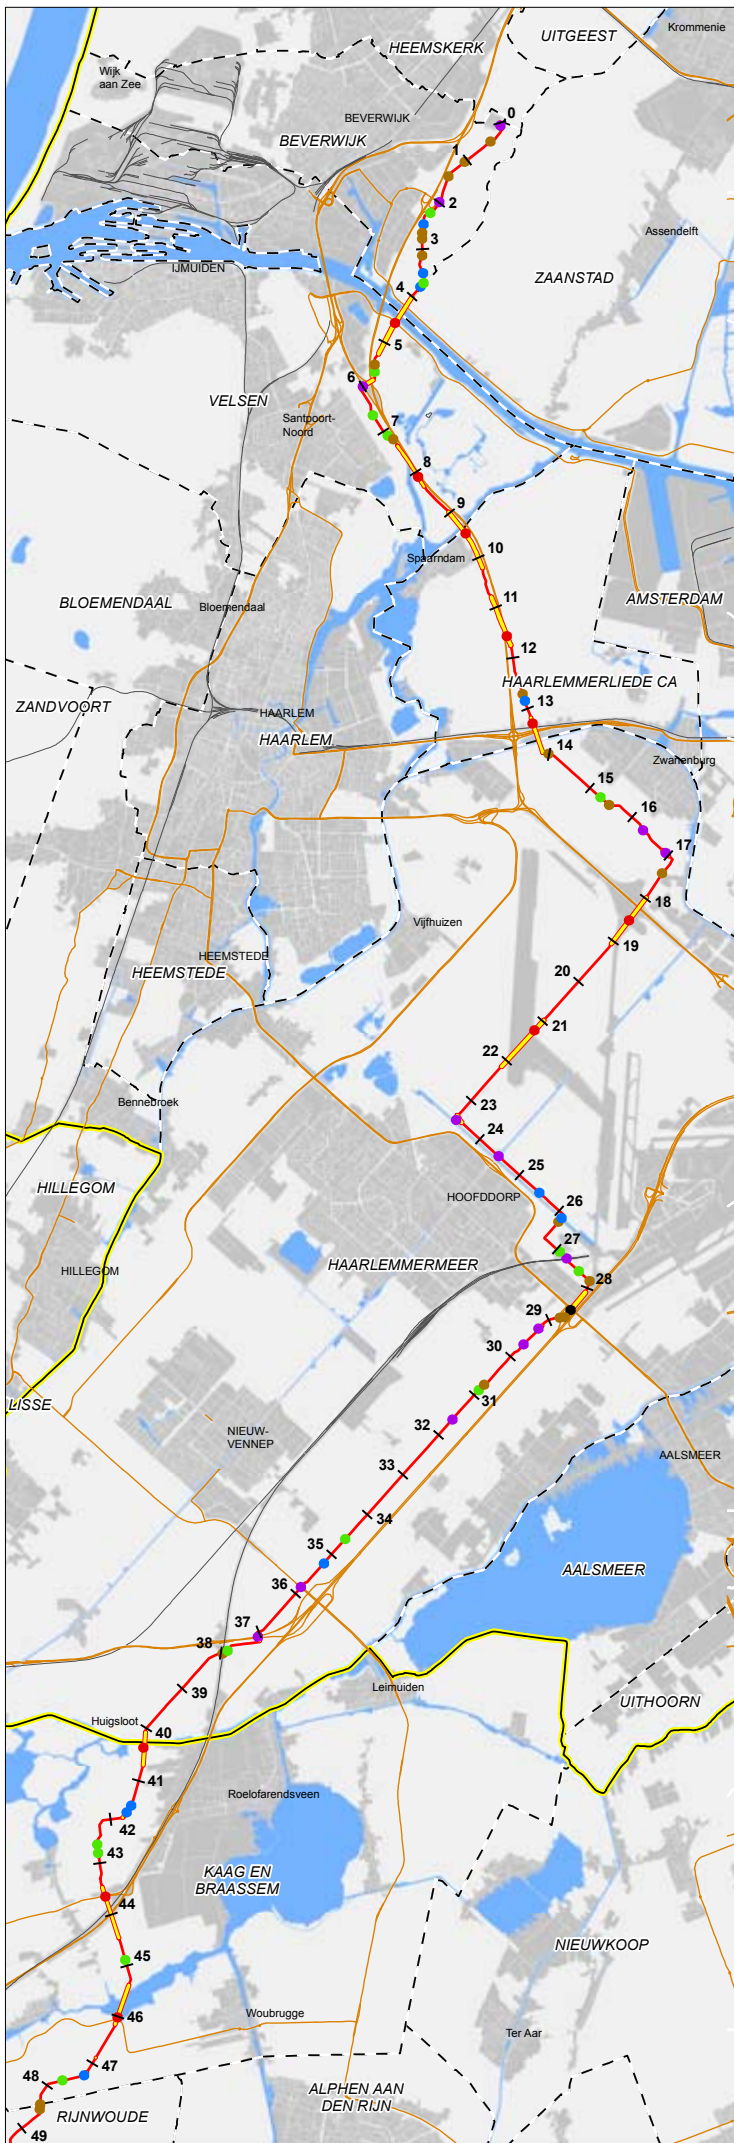 Krommenie
UITGEEST
HEEMSKERK
Wijk
aan Zee
BEVERWIJK
0
BEVERWIJK
1
2
Assendelft
3
IJMUIDEN
ZAANSTAD
4
5
6
VELSEN
Santpoort-
Noord
7
8
9
10
Spaarndam
BLOEMENDAAL
Bloemendaal
11
AMSTERDAM
12
HAARLEMMERLIEDE CA
ZANDVOORT
13
HAARLEM
HAARLEM
14
Zwanenburg
15
16
17
18
Vijfhuizen
19
HEEMSTEDE
HEEMSTEDE
20
21
22
Bennebroek
23
24
25
HILLEGOM
HOOFDDORP
26
27
HAARLEMMERMEER
HILLEGOM
28
29
30
31
LISSE
32
NIEUW-
VENNEP
AALSMEER
33
34
35
AALSMEER
36
37
38
39
Leimuiden
UITHOORN
Huigsloot
40
41
Roelofarendsveen
42
43
KAAG EN
BRAASSEM
44
NIEUWKOOP
45
46
Woubrugge
Ter Aar
47
48
ALPHEN AAN
DEN RIJN
RIJNWOUDE
49